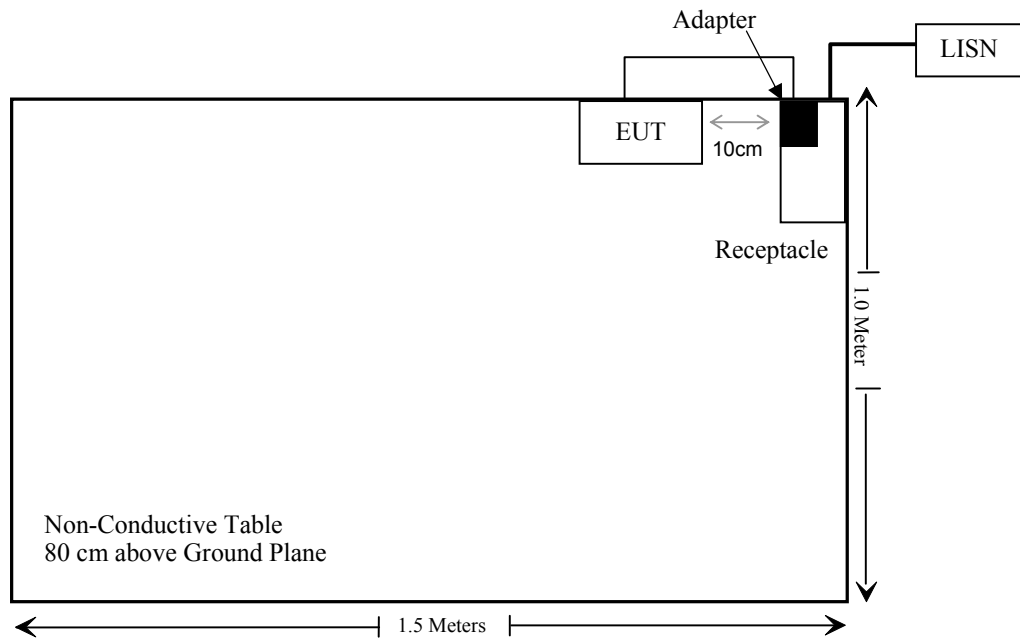 Adapter
LISN
EUT
10cm
Receptacle
1.0 Meter
Non-Conductive Table
80 cm above Ground Plane
1.5 Meters